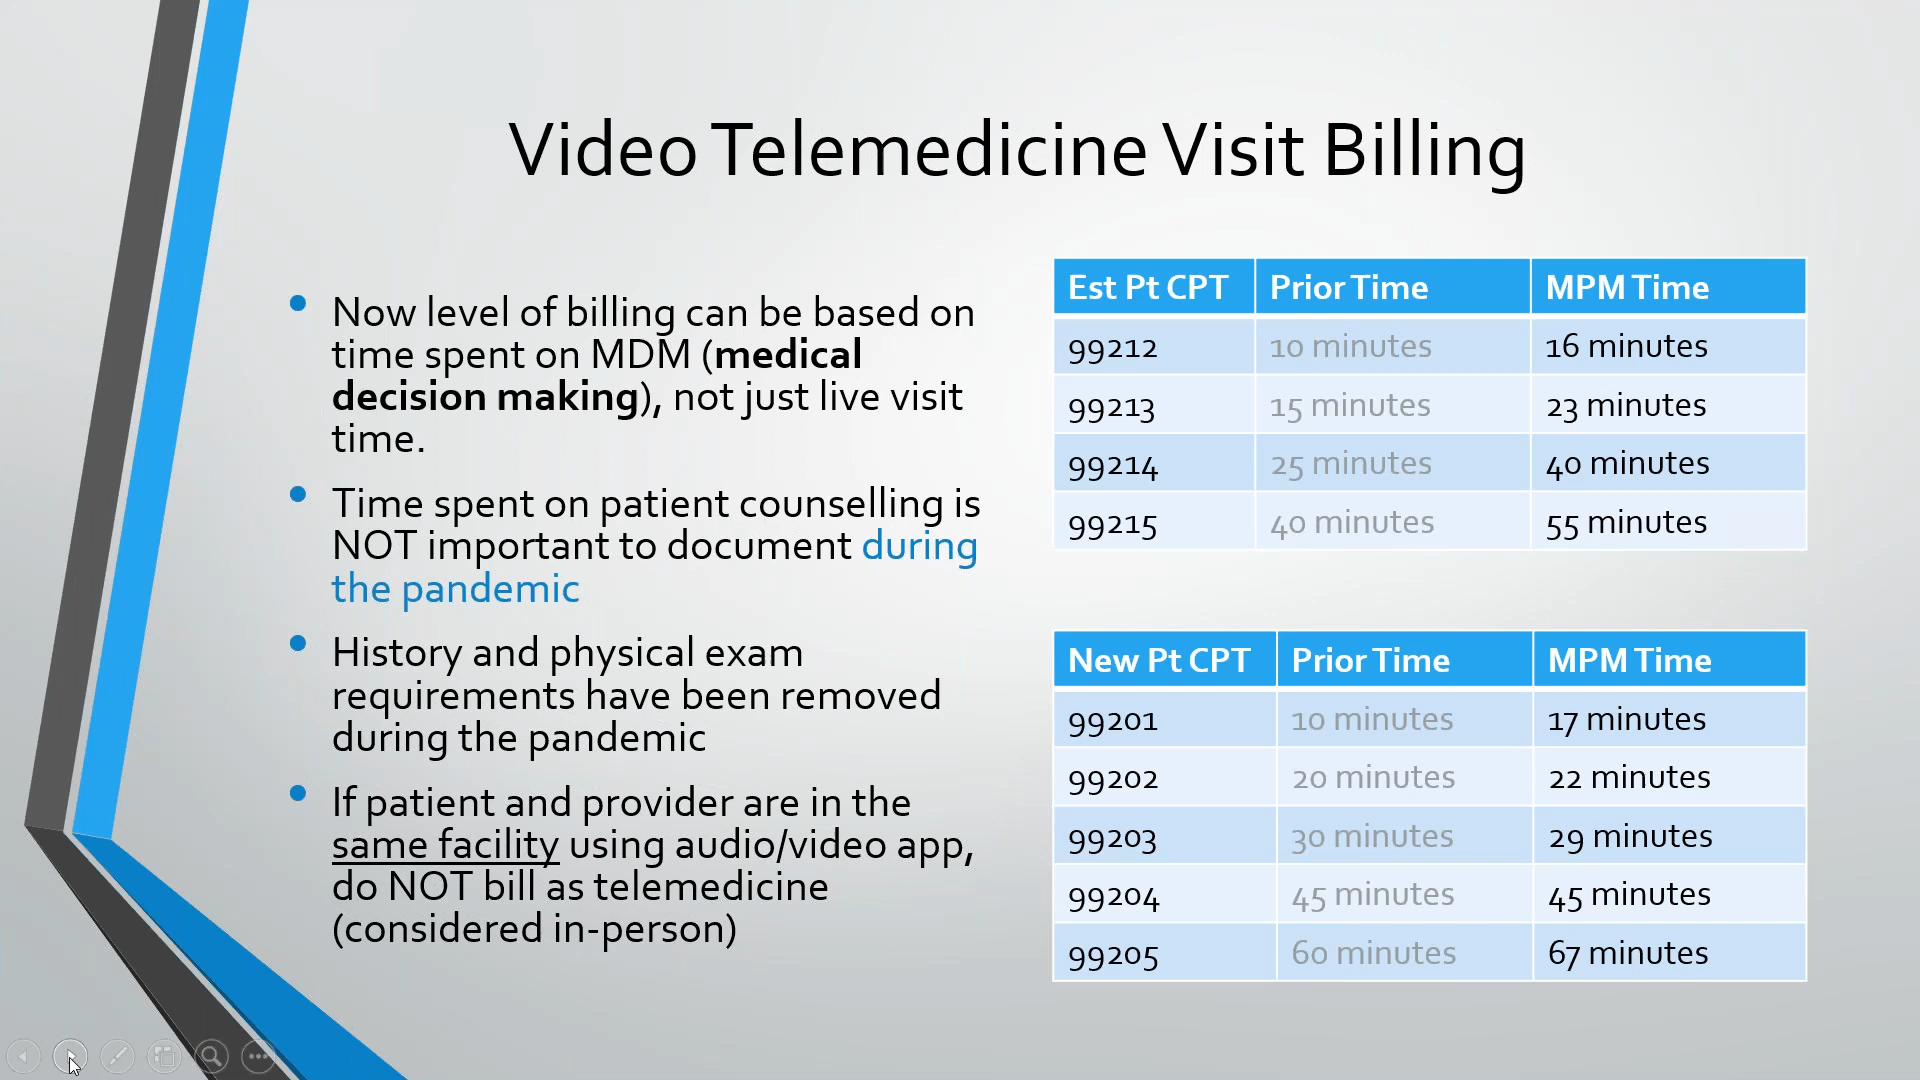 Video Telemedicine Visit Billing
Now level of billing can be based on
time spent on MDM (medical
decision making), not just live visit
time.
Time spent on patient counselling is
NOT important to document during
the pandemic
History and physical exam
requirements have been removed
during the pandemic
If patient and provider are in the
same facility using audio/video app,
do NOT bill as telemedicine
(considered in-person)
Est Pt CPT Prior Time MPM Time
99212 10 minutes 16 minutes
99213 15 minutes 23 minutes
99214 25 minutes 40 minutes
99215 40 minutes 55 minutes
New Pt CPT Prior Time MPM Time
99201 10 minutes 17 minutes
99202 20 minutes 22 minutes
99203 30 minutes 29 minutes
99204 45 minutes 45 minutes
99205 60 minutes 67 minutes